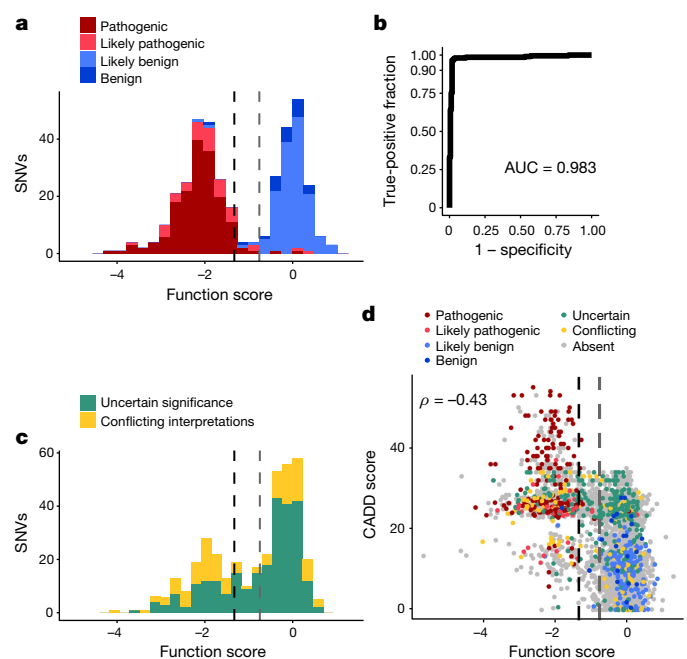 a
Pathogenic
Likely pathogenic
Likely benign
Benign
SNVs
40
20
0
−4
−2
0
Function score
b
True-positive fraction
1.00
0.95
0.75
0.50
0.25
0
AUC = 0.983
0
0.25
0.50
0.75
1.00
1 – specificity
c
Uncertain significance
Conflicting interpretations
SNVs
60
40
20
0
−4
−2
0
Function score
d
Pathogenic
Likely pathogenic
Likely benign
Benign
Uncertain
Conflicting
Absent
ρ = −0.43
CADD score
40
20
0
−4
−2
0
Function score